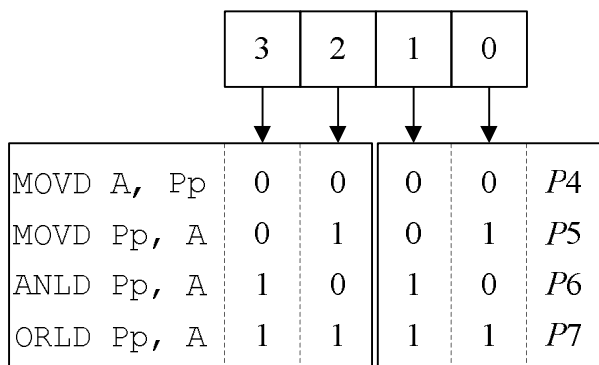 3 2 1 0
MOVD A, Pp 0 0 0 0 P4
MOVD Pp, A 0 1 0 1 P5
ANLD Pp, A 1 0 1 0 P6
ORLD Pp, A 1 1 1 1 P7